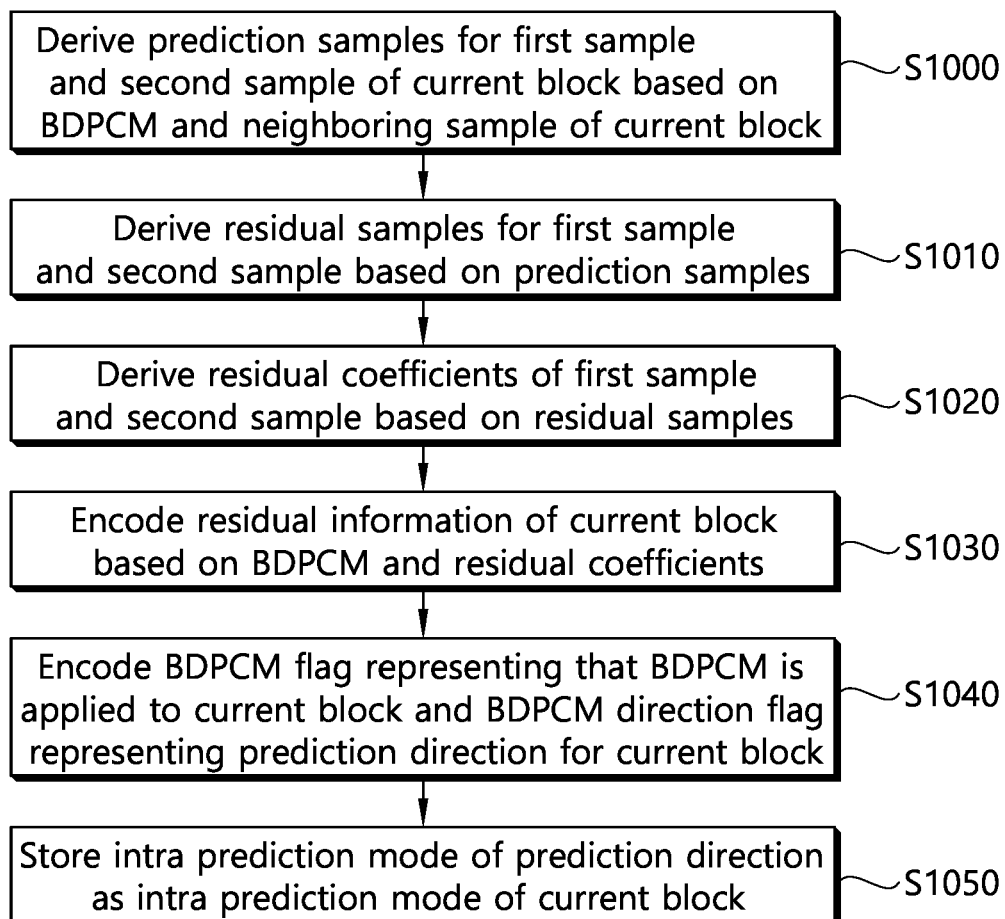 Derive prediction samples for first sample
and second sample of current block based on
BDPCM and neighboring sample of current block
S1000
Derive residual samples for first sample
and second sample based on prediction samples
S1010
Derive residual coefficients of first sample
and second sample based on residual samples
S1020
Encode residual information of current block
based on BDPCM and residual coefficients
S1030
Encode BDPCM flag representing that BDPCM is
applied to current block and BDPCM direction flag
representing prediction direction for current block
S1040
Store intra prediction mode of prediction direction
as intra prediction mode of current block
S1050